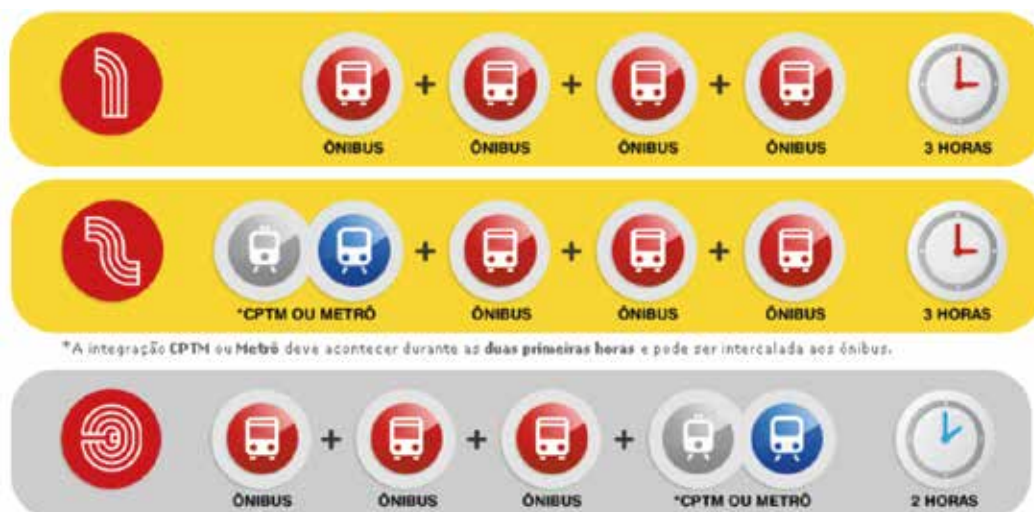 + + +
ÔNIBUS ÔNIBUS ÔNIBUS ÔNIBUS 3 HORAS
+ + +
*CPTM OU METRÔ ÔNIBUS ÔNIBUS ÔNIBUS 3 HORAS
*A integração CPTM ou Metrô deve acontecer durante as duas primeiras horas e pode ser intercalada aos ônibus.
+ + +
ÔNIBUS ÔNIBUS ÔNIBUS *CPTM OU METRÔ 2 HORAS